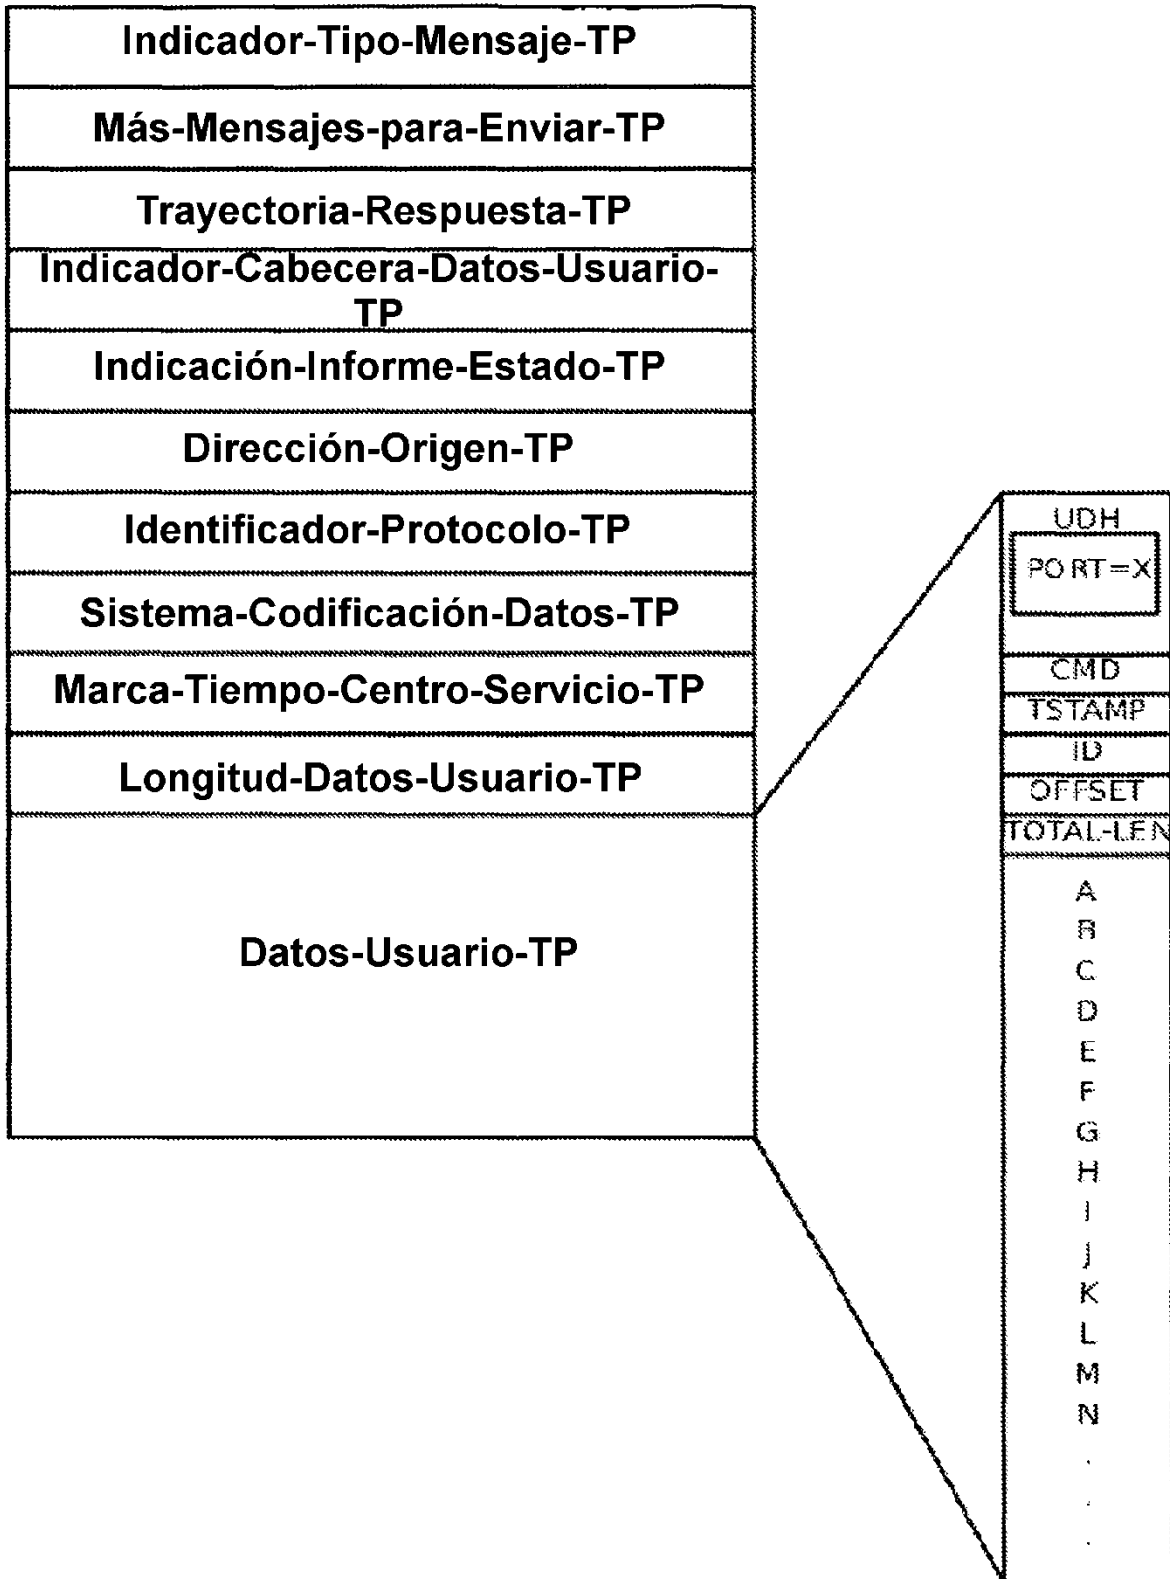 Indicador-Tipo-Mensaje-TP
Más-Mensajes-para-Enviar-TP
Trayectoria-Respuesta-TP
Indicador-Cabecera-Datos-Usuario-
TP
Indicación-Informe-Estado-TP
Dirección-Origen-TP
Identificador-Protocolo-TP
Sistema-Codificación-Datos-TP
Marca-Tiempo-Centro-Servicio-TP
Longitud-Datos-Usuario-TP
Datos-Usuario-TP
UDH
PORT=X
CMD
TSTAMP
ID
OFFSET
TOTAL-LEN
A
B
C
D
E
F
G
H
I
J
K
L
M
N
.
.
.